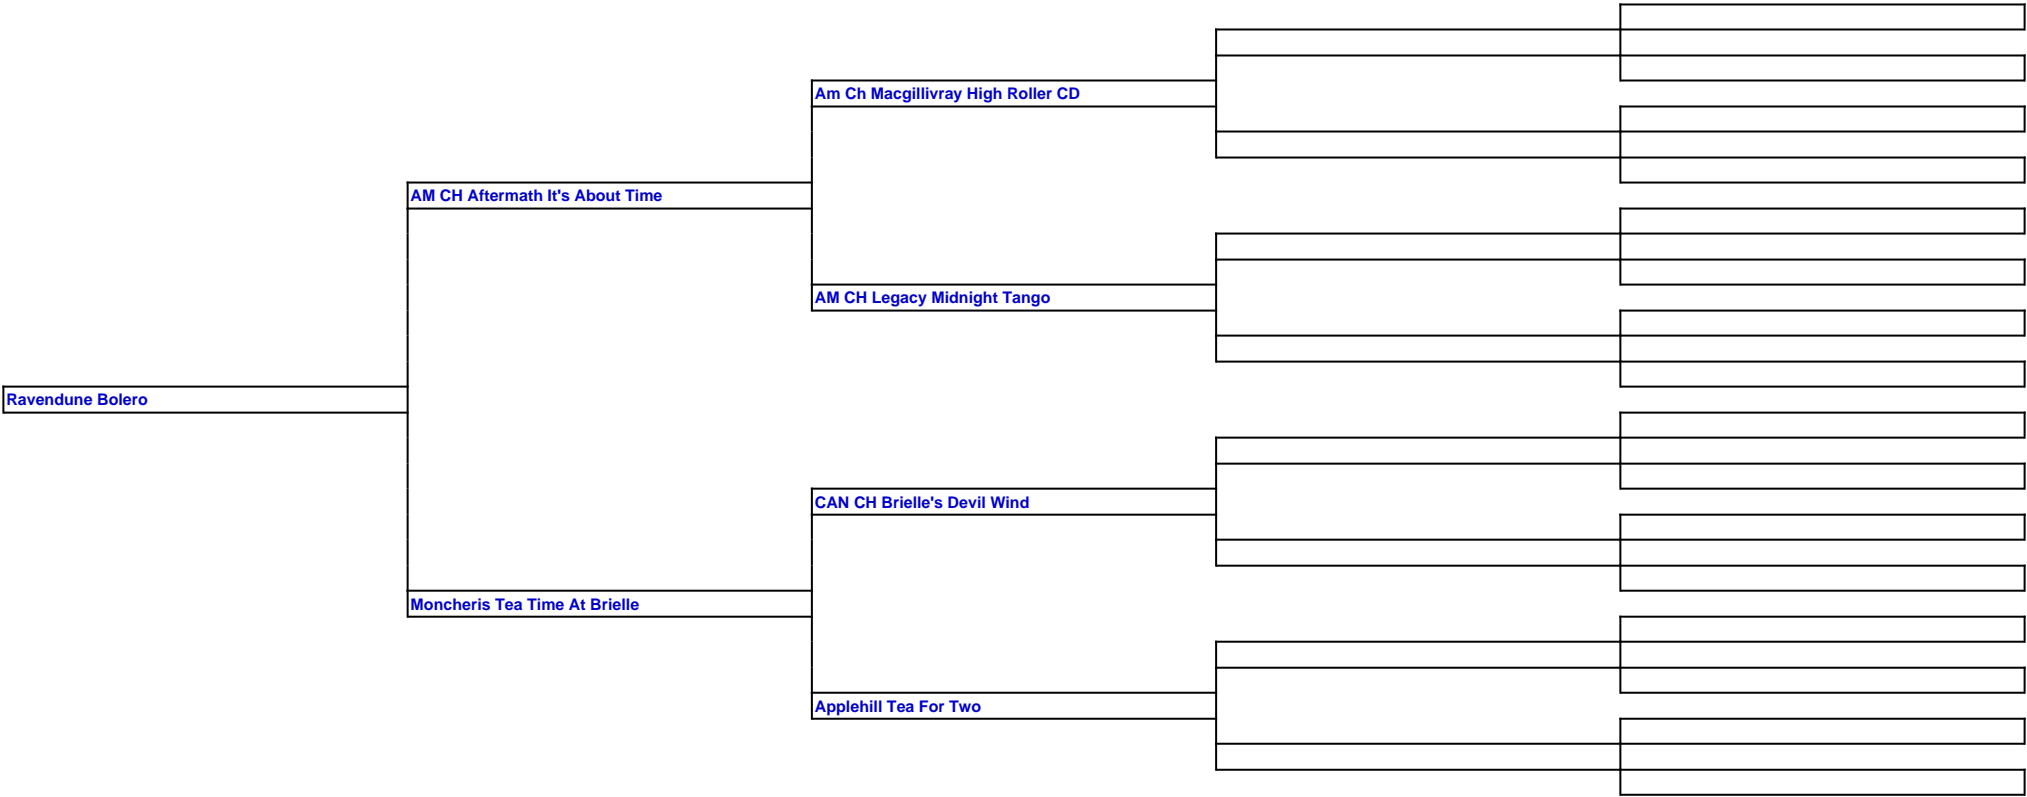 Am Ch Macgillivray High Roller CD
AM CH Aftermath It's About Time
AM CH Legacy Midnight Tango
Ravendune Bolero
CAN CH Brielle's Devil Wind
Moncheris Tea Time At Brielle
Applehill Tea For Two